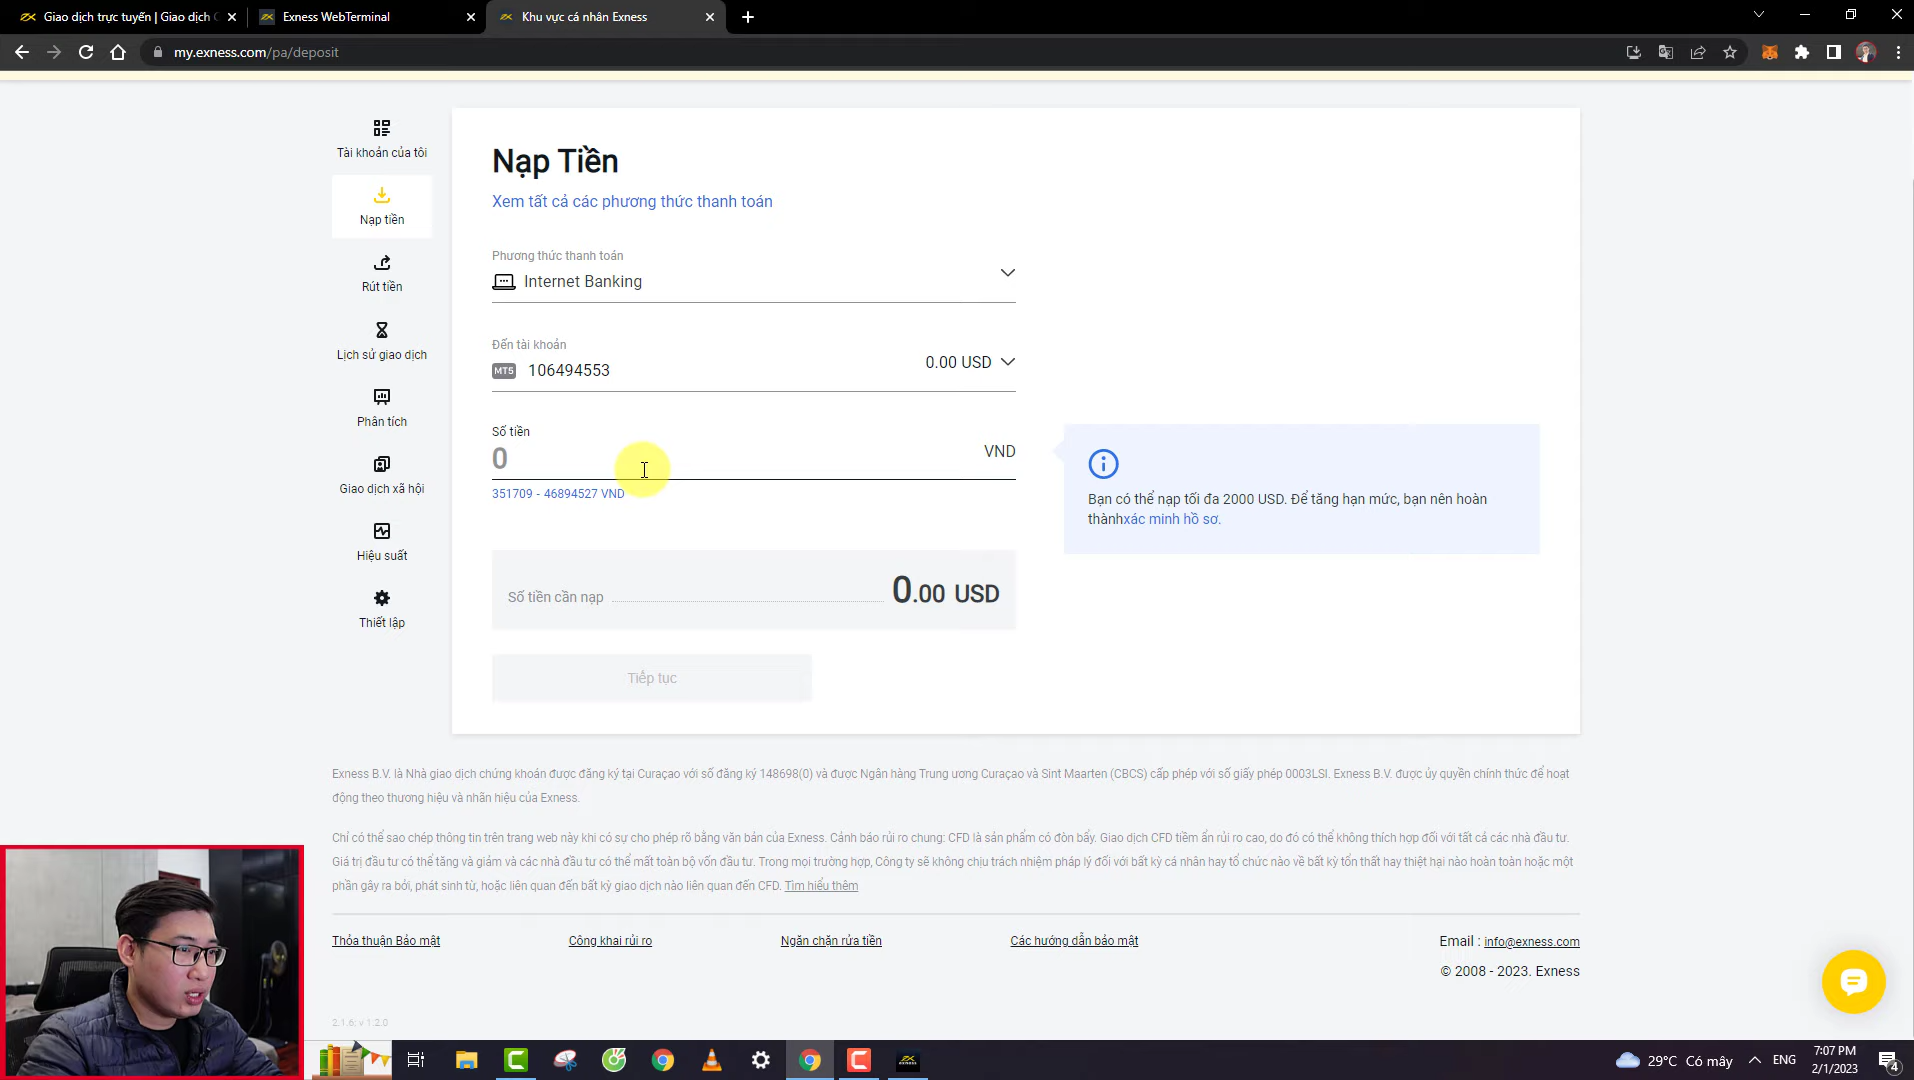 Giao dịch trực tuyến | Giao dịch
Exness WebTerminal
Khu vực cá nhân Exness
my.exness.com/pa/deposit
Tài khoản của tôi
Nạp tiền
Rút tiền
Lịch sử giao dịch
Phân tích
Giao dịch xã hội
Hiệu suất
Thiết lập
Nạp Tiền
Xem tất cả các phương thức thanh toán
Phương thức thanh toán
Internet Banking
Đến tài khoản
MT5 106494553 0.00 USD
Số tiền
0 VND
351709 - 46894527 VND
Bạn có thể nạp tối đa 2000 USD. Để tăng hạn mức, bạn nên hoàn
thànhxác minh hồ sơ.
Số tiền cần nạp 0.00 USD
Tiếp tục
Exness B.V. là Nhà giao dịch chứng khoán được đăng ký tại Curaçao với số đăng ký 148698(0) và được Ngân hàng Trung ương Curaçao và Sint Maarten (CBCS) cấp phép với số giấy phép 0003LSI. Exness B.V. được ủy quyền chính thức để hoạt
động theo thương hiệu và nhãn hiệu của Exness.
Chỉ có thể sao chép thông tin trên trang web này khi có sự cho phép rõ bằng văn bản của Exness. Cảnh báo rủi ro chung: CFD là sản phẩm có đòn bẩy. Giao dịch CFD tiềm ẩn rủi ro cao, do đó có thể không thích hợp đối với tất cả các nhà đầu tư.
Giá trị đầu tư có thể tăng và giảm và các nhà đầu tư có thể mất toàn bộ vốn đầu tư. Trong mọi trường hợp, Công ty sẽ không chịu trách nhiệm pháp lý đối với bất kỳ cá nhân hay tổ chức nào về bất kỳ tổn thất hay thiệt hại nào hoàn toàn hoặc một
phần gây ra bởi, phát sinh từ, hoặc liên quan đến bất kỳ giao dịch nào liên quan đến CFD. Tìm hiểu thêm
Thỏa thuận Bảo mật
Công khai rủi ro
Ngăn chặn rửa tiền
Các hướng dẫn bảo mật
Email : info@exness.com
© 2008 - 2023. Exness
2.1.6; v 1.2.0
29°C Có mây
ENG
7:07 PM
2/1/2023
4